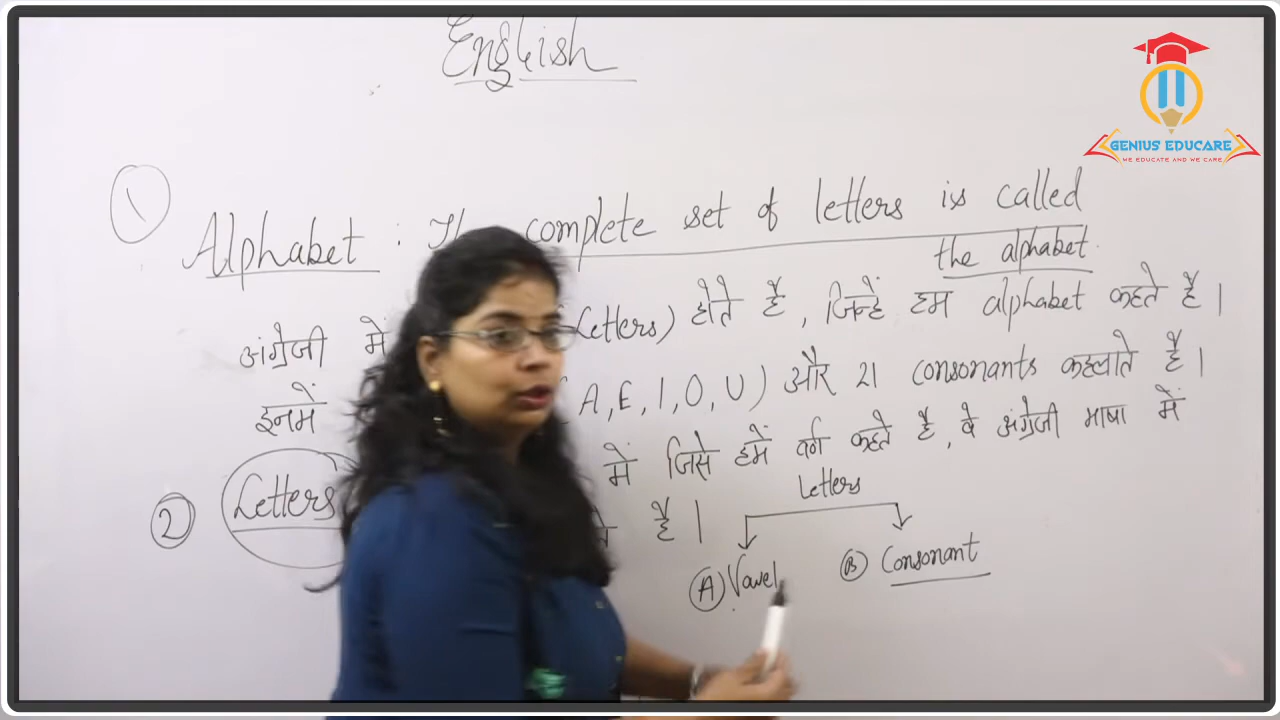 English
GENIUS EDUCARE
WE EDUCATE AND WE CARE
1
Alphabet : The complete set of letters is called
the alphabet.
अंग्रेजी में (Letters) होते है, जिन्हें हम alphabet कहते है।
इनमें A, E, I, O, U) और 21 consonants कहलाते है।
2 Letters में जिसे हमें वर्ग कहते है, वे अंग्रेजी भाषा में
है।
Letters
A Vowel B Consonant